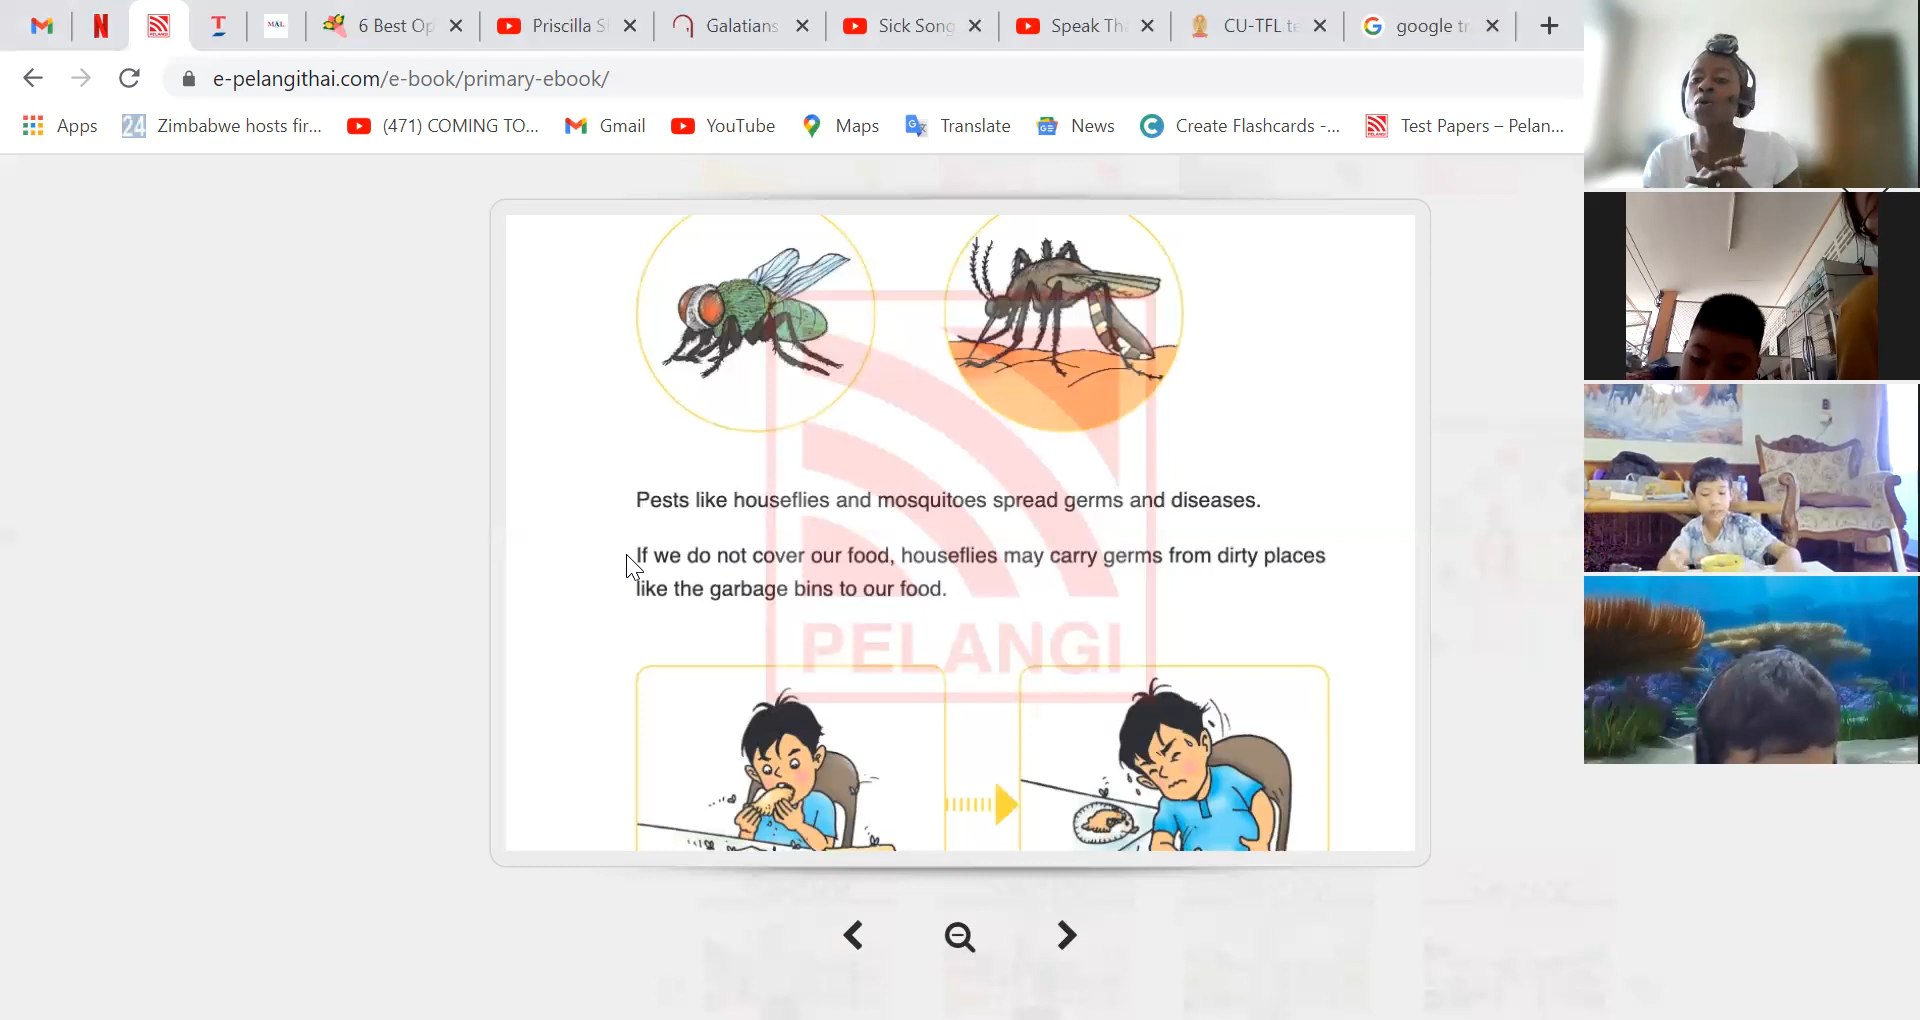 6 Best Op
Priscilla S
Galatians
Sick Song
Speak Th
CU-TFL te
google tr
e-pelangithai.com/e-book/primary-ebook/
Apps
24
Zimbabwe hosts fir...
(471) COMING TO...
Gmail
YouTube
Maps
Translate
News
Create Flashcards -...
Test Papers – Pelan...
Pests like houseflies and mosquitoes spread germs and diseases.
If we do not cover our food, houseflies may carry germs from dirty places
like the garbage bins to our food.
PELANGI